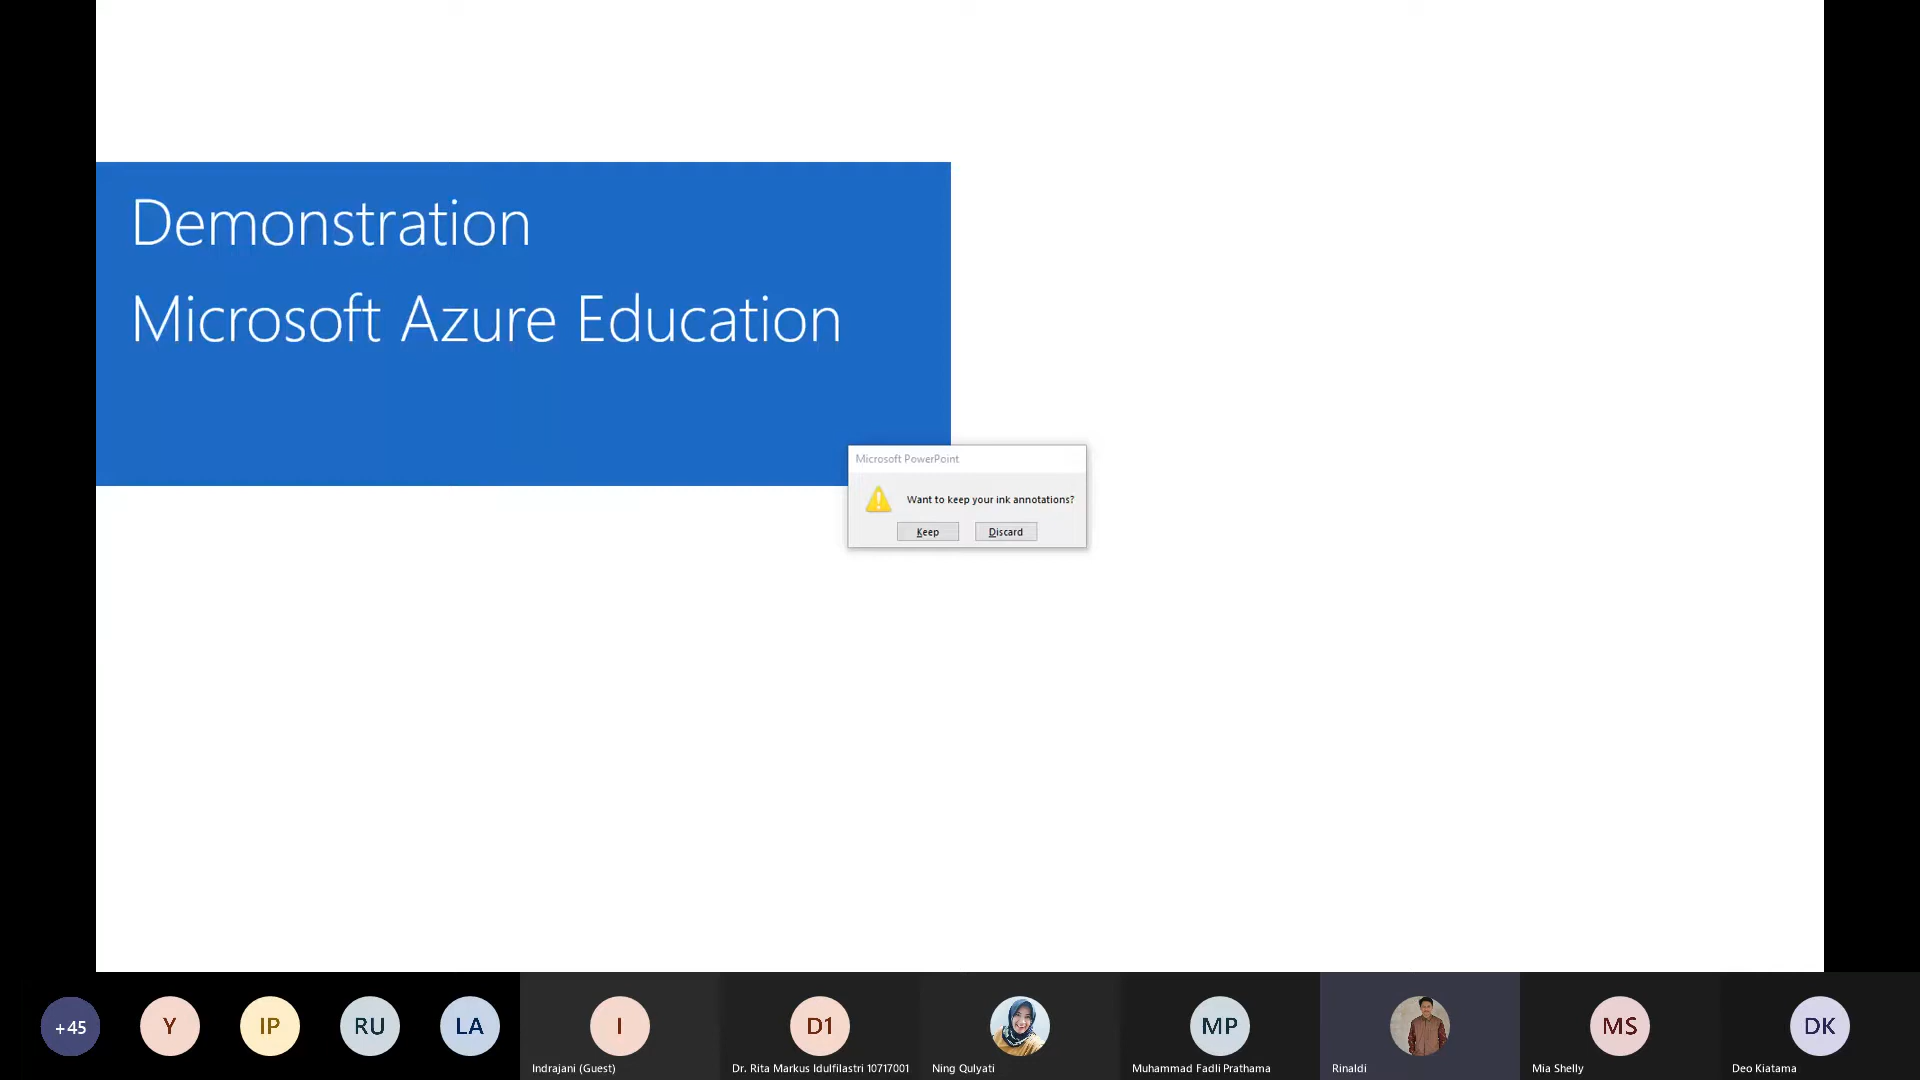 Demonstration
Microsoft Azure Education
Microsoft PowerPoint
Want to keep your ink annotations?
Keep
Discard
+45
Y
IP
RU
LA
I
D1
MP
MS
DK
Indrajani (Guest)
Dr. Rita Markus Idulfilastri 10717001
Ning Qulyati
Muhammad Fadli Prathama
Rinaldi
Mia Shelly
Deo Kiatama